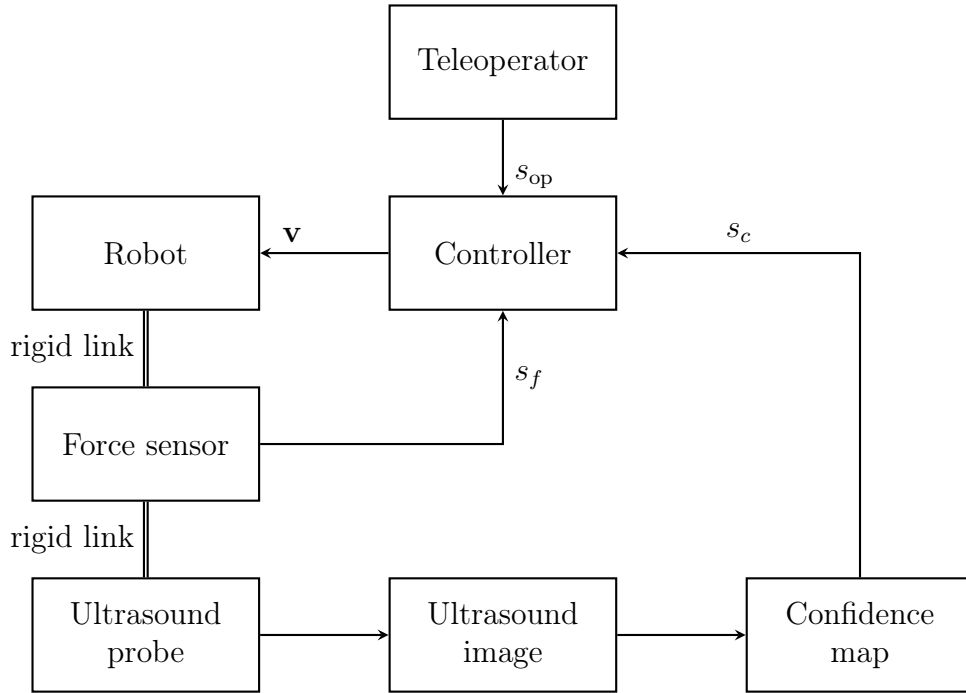 Teleoperator
s_op
Robot
v
Controller
s_c
rigid link
s_f
Force sensor
rigid link
Ultrasound
probe
Ultrasound
image
Confidence
map